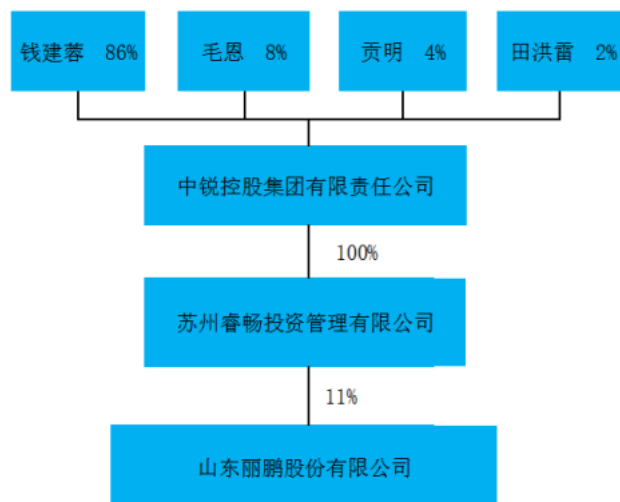 钱建蓉 86%
毛恩 8%
贡明 4%
田洪雷 2%
中锐控股集团有限责任公司
100%
苏州睿畅投资管理有限公司
11%
山东丽鹏股份有限公司